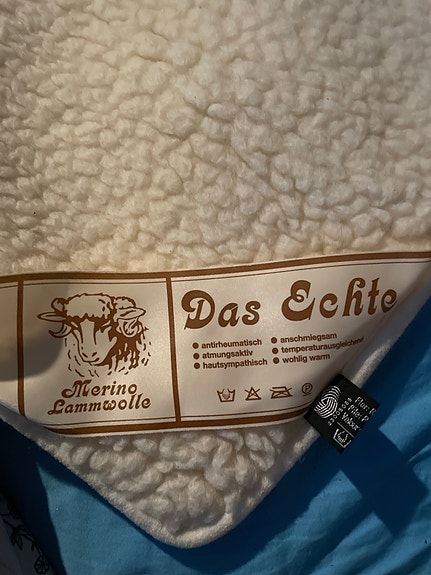 Das Echte
antirheumatisch
atmungsaktiv
hautsympathisch
anschmiegsam
temperaturausgleichend
wohlig warm
Merino
Lammwolle
P